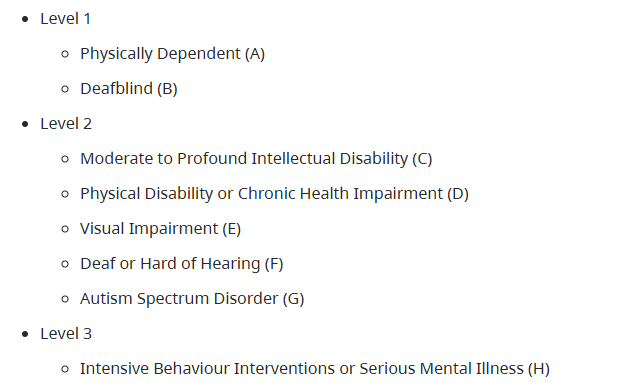 Level 1
Physically Dependent (A)
Deafblind (B)
Level 2
Moderate to Profound Intellectual Disability (C)
Physical Disability or Chronic Health Impairment (D)
Visual Impairment (E)
Deaf or Hard of Hearing (F)
Autism Spectrum Disorder (G)
Level 3
Intensive Behaviour Interventions or Serious Mental Illness (H)